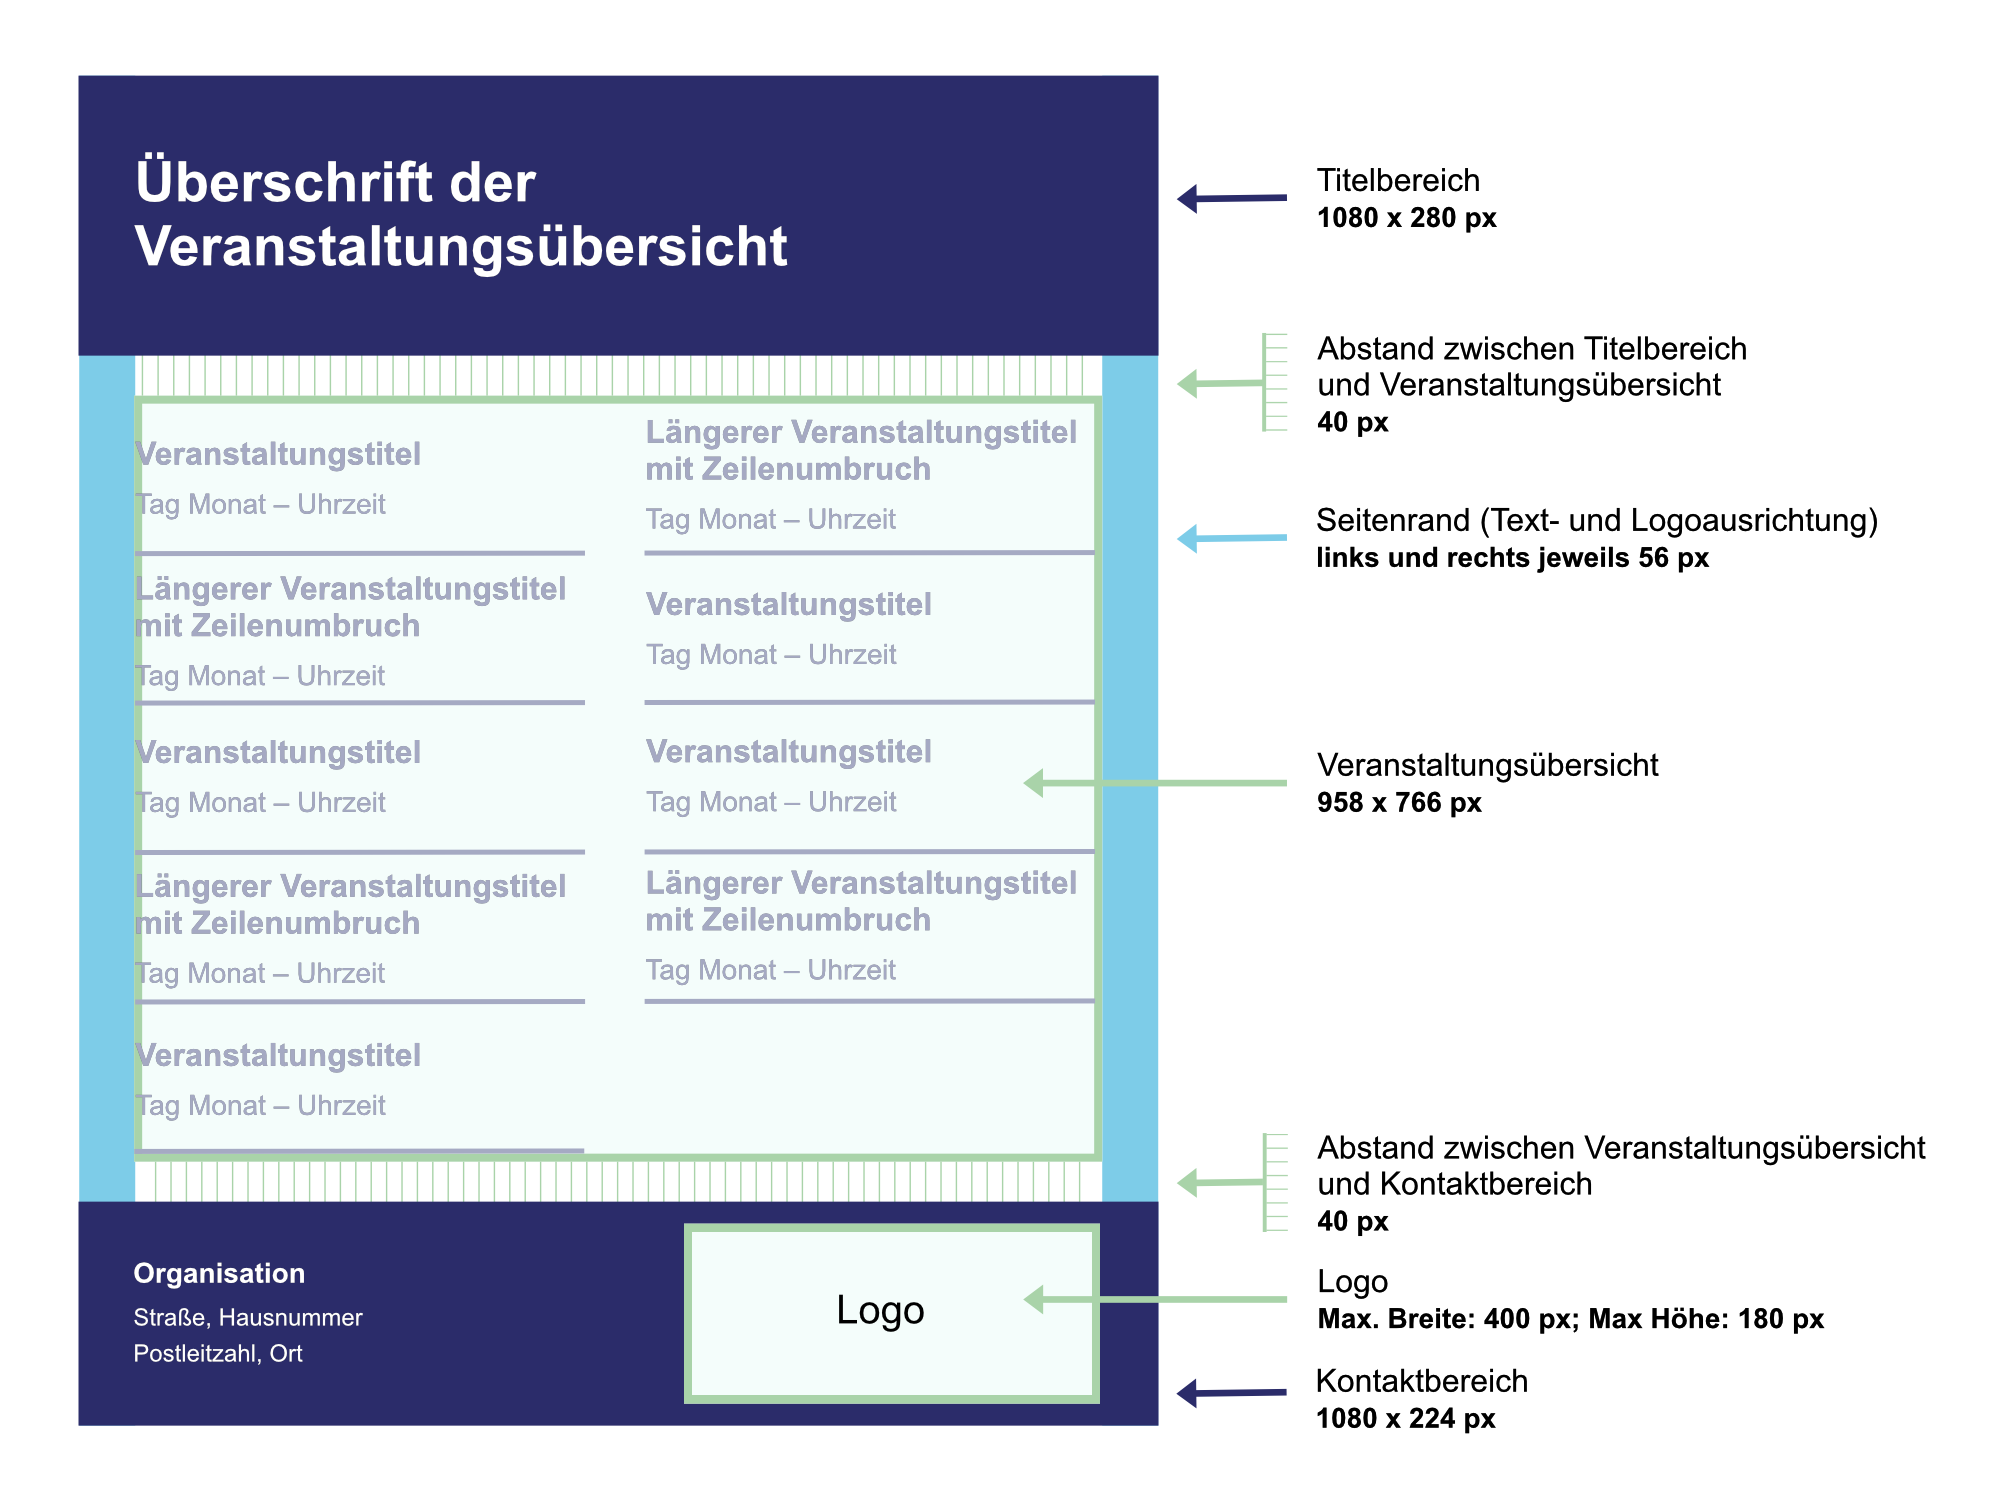 Überschrift der
Veranstaltungsübersicht
Titelbereich
1080 x 280 px
Abstand zwischen Titelbereich
und Veranstaltungsübersicht
40 px
Veranstaltungstitel
Tag Monat – Uhrzeit
Längerer Veranstaltungstitel
mit Zeilenumbruch
Tag Monat – Uhrzeit
Veranstaltungstitel
Tag Monat – Uhrzeit
Längerer Veranstaltungstitel
mit Zeilenumbruch
Tag Monat – Uhrzeit
Veranstaltungstitel
Tag Monat – Uhrzeit
Längerer Veranstaltungstitel
mit Zeilenumbruch
Tag Monat – Uhrzeit
Veranstaltungstitel
Tag Monat – Uhrzeit
Veranstaltungstitel
Tag Monat – Uhrzeit
Längerer Veranstaltungstitel
mit Zeilenumbruch
Tag Monat – Uhrzeit
Seitenrand (Text- und Logoausrichtung)
links und rechts jeweils 56 px
Veranstaltungsübersicht
958 x 766 px
Abstand zwischen Veranstaltungsübersicht
und Kontaktbereich
40 px
Organisation
Straße, Hausnummer
Postleitzahl, Ort
Logo
Logo
Max. Breite: 400 px; Max Höhe: 180 px
Kontaktbereich
1080 x 224 px